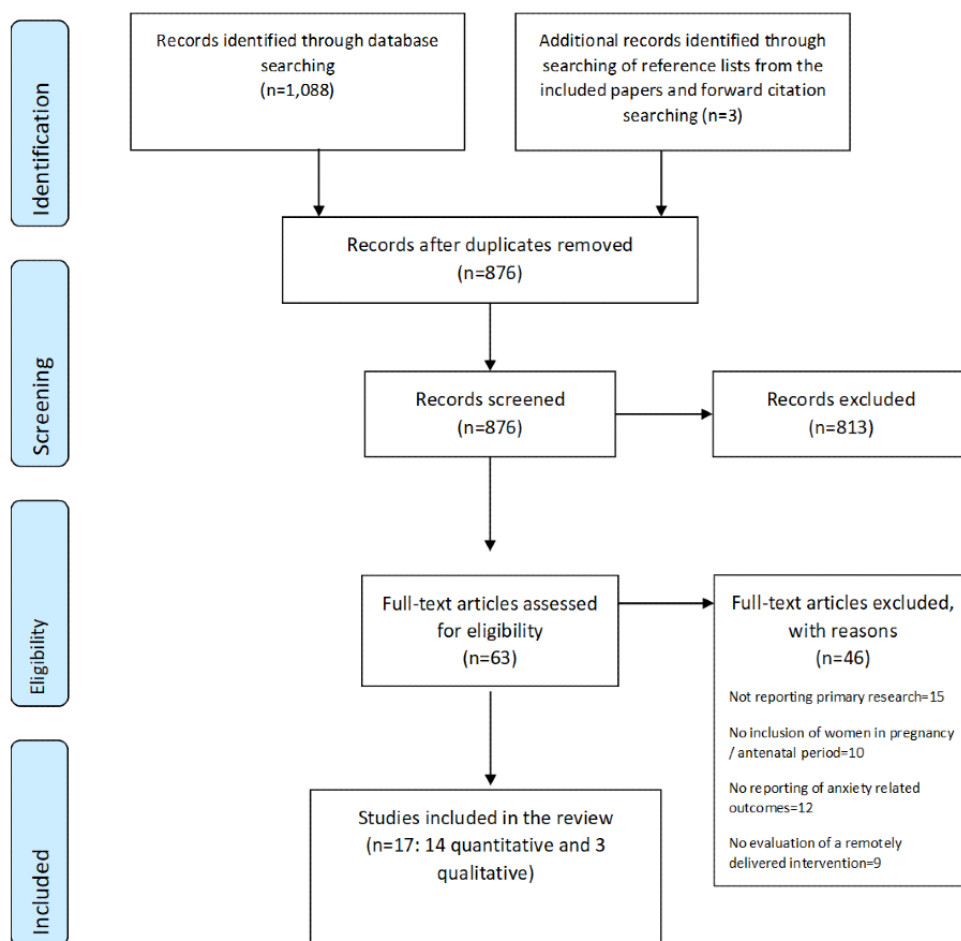 Identification
Records identified through database
searching
(n=1,088)
Additional records identified through
searching of reference lists from the
included papers and forward citation
searching (n=3)
Records after duplicates removed
(n=876)
Screening
Records screened
(n=876)
Records excluded
(n=813)
Eligibility
Full-text articles assessed
for eligibility
(n=63)
Full-text articles excluded,
with reasons
(n=46)
Not reporting primary research=15
No inclusion of women in pregnancy
/ antenatal period=10
No reporting of anxiety related
outcomes=12
No evaluation of a remotely
delivered intervention=9
Included
Studies included in the review
(n=17: 14 quantitative and 3
qualitative)